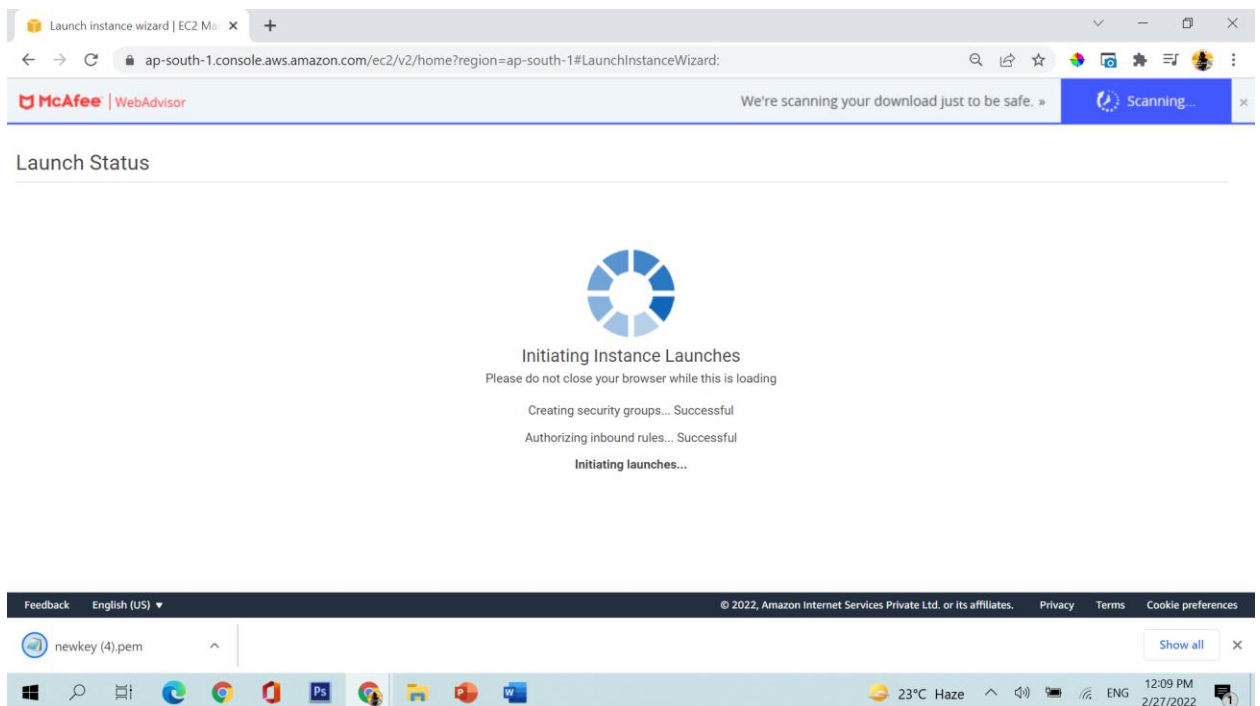 Launch instance wizard | EC2 Ma
ap-south-1.console.aws.amazon.com/ec2/v2/home?region=ap-south-1#LaunchInstanceWizard:
McAfee | WebAdvisor
We're scanning your download just to be safe. »
Scanning...
Launch Status
Initiating Instance Launches
Please do not close your browser while this is loading
Creating security groups... Successful
Authorizing inbound rules... Successful
Initiating launches...
Feedback English (US)
© 2022, Amazon Internet Services Private Ltd. or its affiliates. Privacy Terms Cookie preferences
newkey (4).pem
Show all
Ps
23°C Haze
ENG
12:09 PM
2/27/2022
1